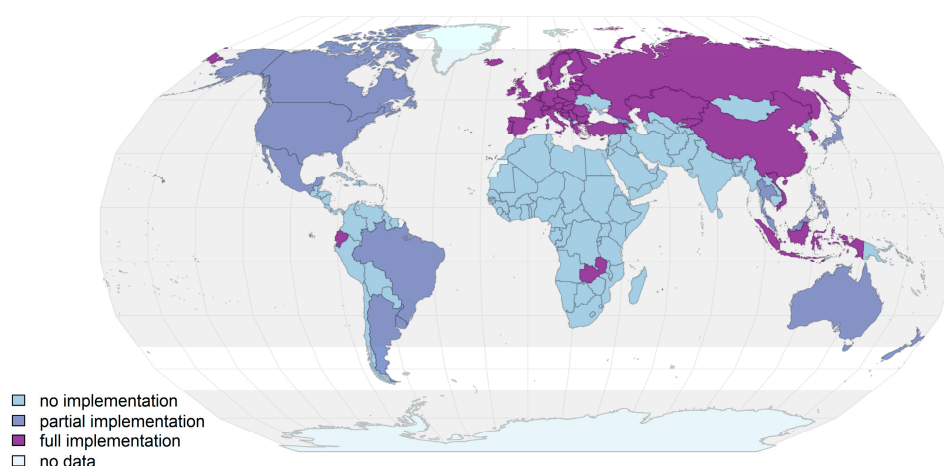 no implementation
partial implementation
full implementation
no data